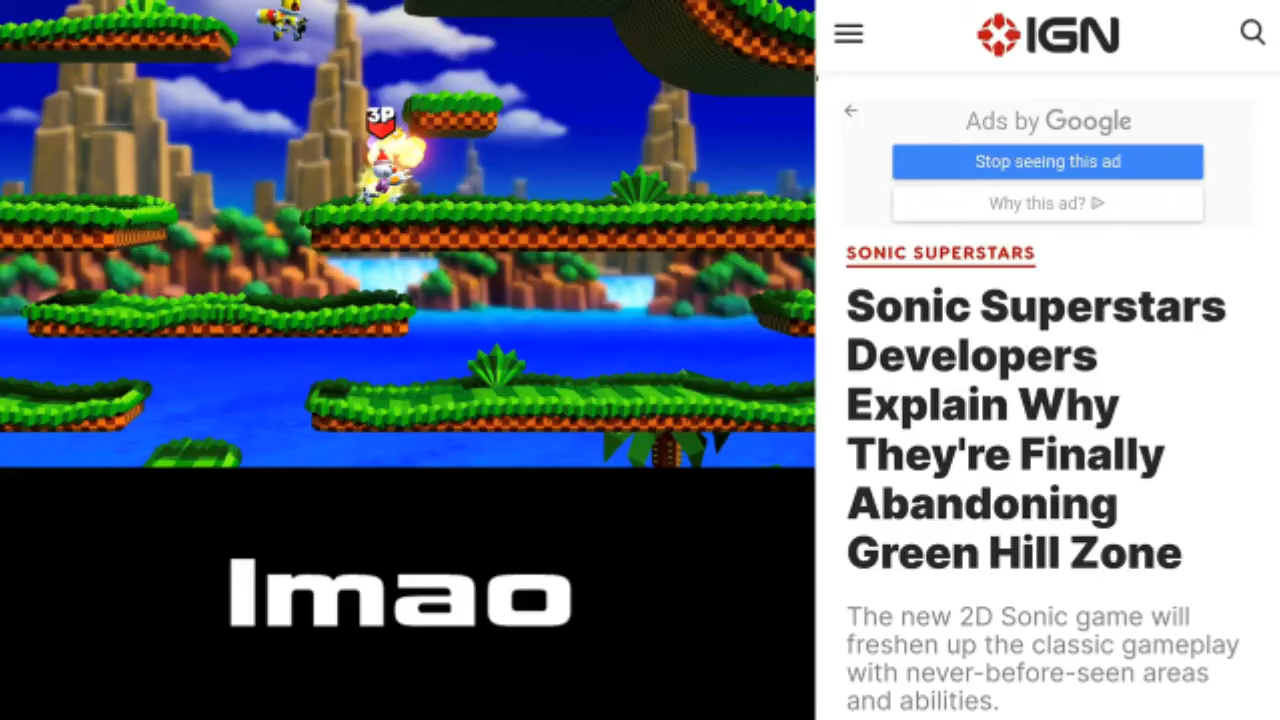 3P
lmao
IGN
Ads by Google
Stop seeing this ad
Why this ad?
SONIC SUPERSTARS
Sonic Superstars
Developers
Explain Why
They're Finally
Abandoning
Green Hill Zone
The new 2D Sonic game will
freshen up the classic gameplay
with never-before-seen areas
and abilities.